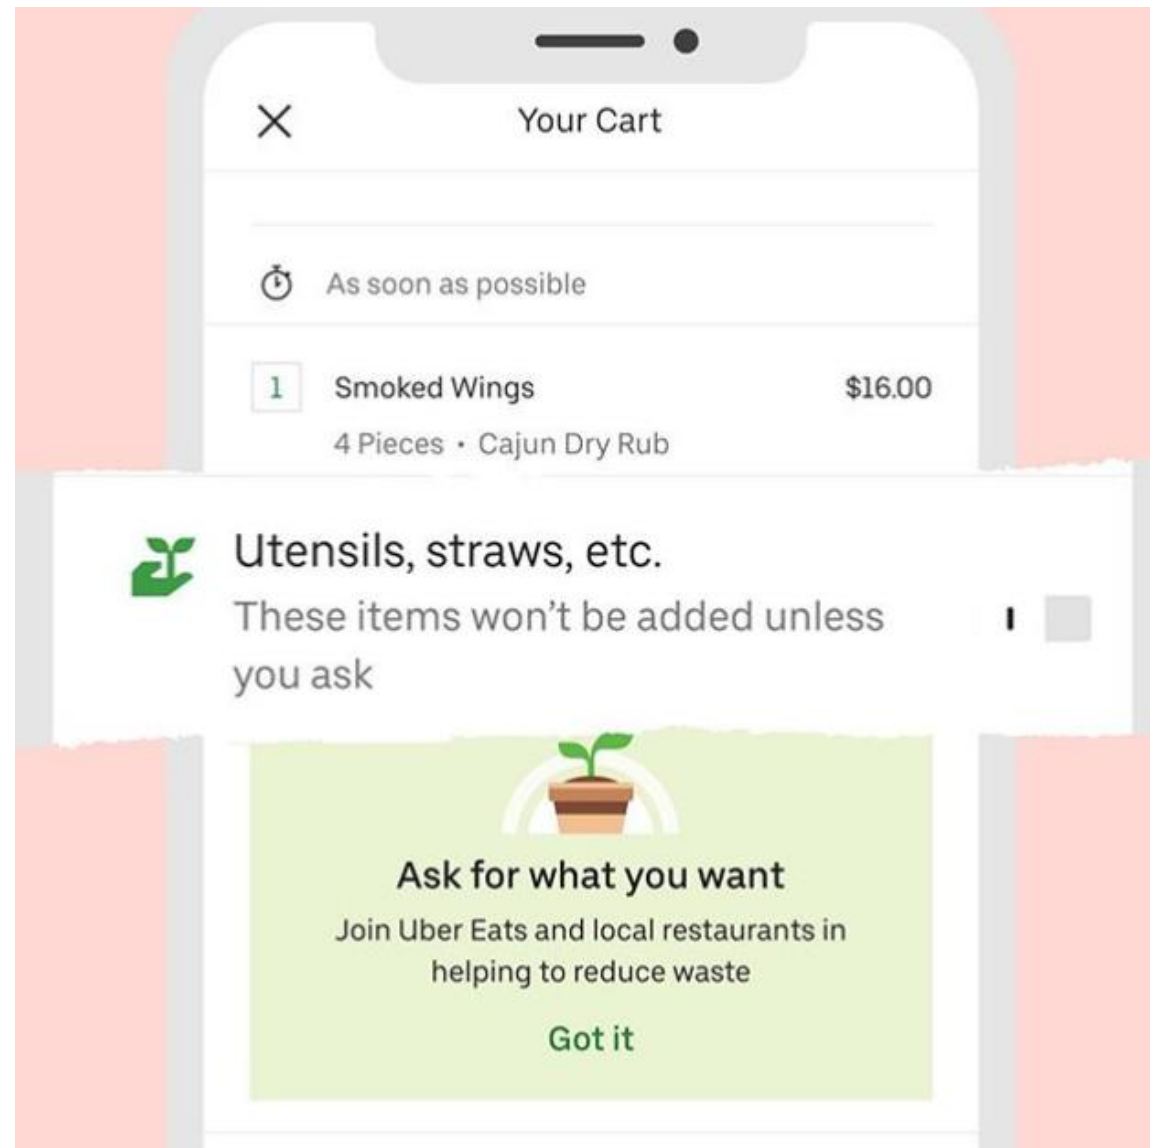 Your Cart
As soon as possible
1 Smoked Wings $16.00
4 Pieces • Cajun Dry Rub
Utensils, straws, etc.
These items won't be added unless
you ask
Ask for what you want
Join Uber Eats and local restaurants in
helping to reduce waste
Got it